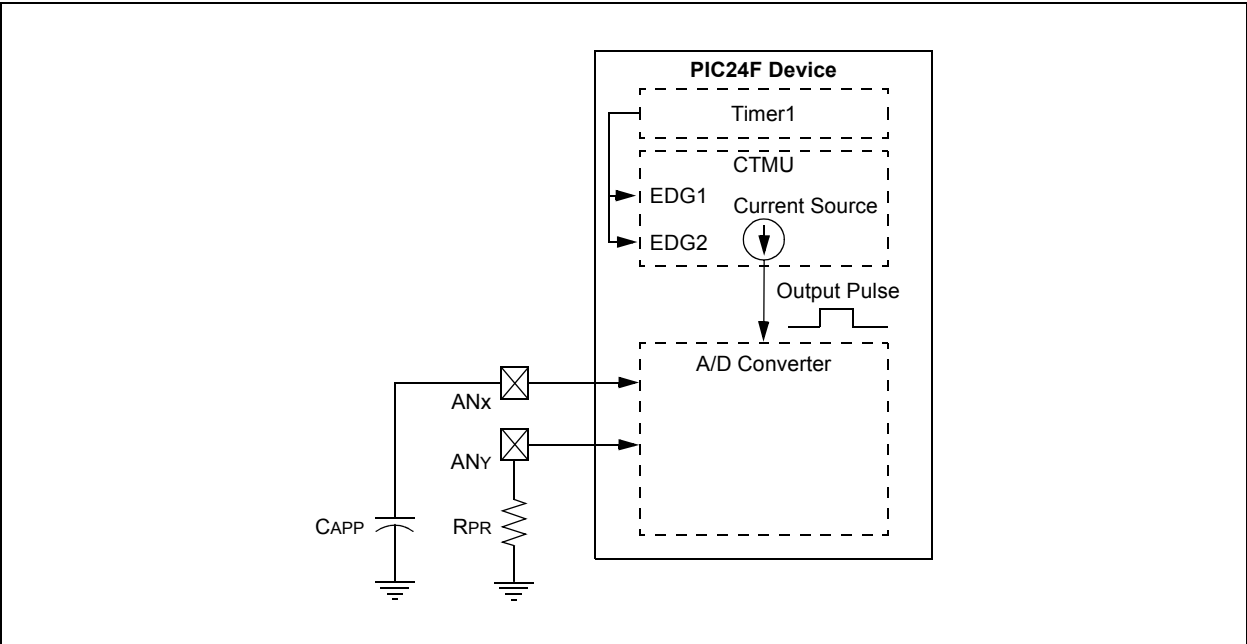 PIC24F Device
Timer1
CTMU
EDG1
Current Source
EDG2
Output Pulse
A/D Converter
ANx
ANY
CAPP
RPR